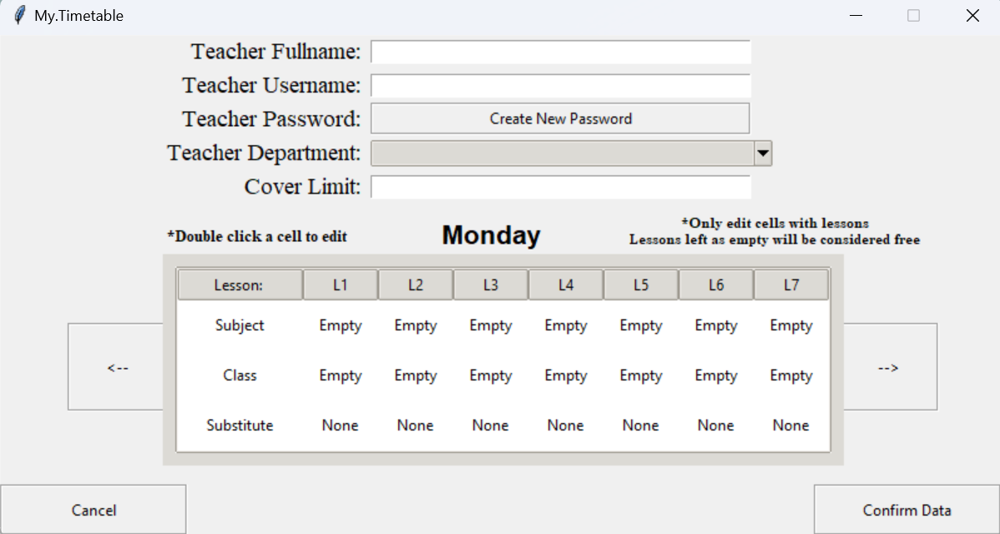 My.Timetable
Teacher Fullname:
Teacher Username:
Teacher Password: Create New Password
Teacher Department:
Cover Limit:
*Double click a cell to edit
Monday
*Only edit cells with lessons
Lessons left as empty will be considered free
Lesson: L1 L2 L3 L4 L5 L6 L7
Subject Empty Empty Empty Empty Empty Empty Empty
<-- Class Empty Empty Empty Empty Empty Empty Empty -->
Substitute None None None None None None None
Cancel Confirm Data